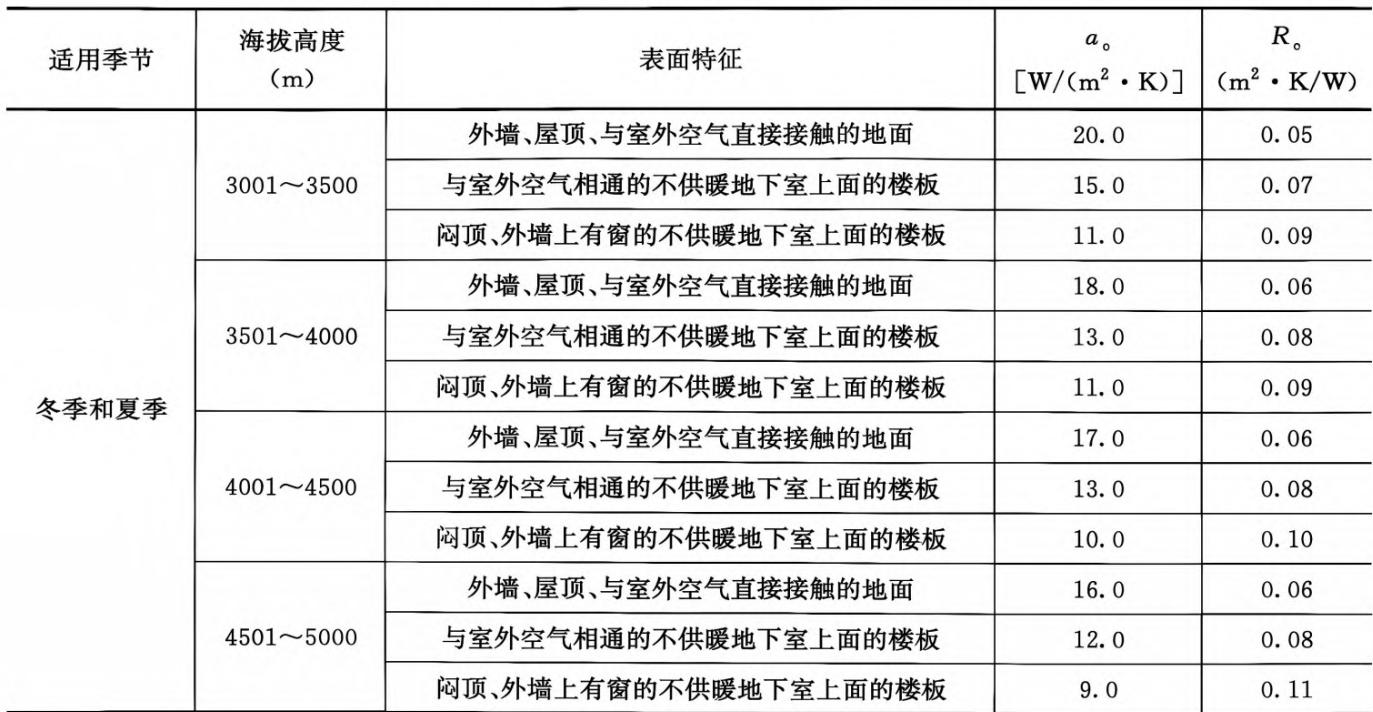 适用季节 海拔高度（m） 表面特征 a。[W/(m²·K)] R。(m²·K/W)
冬季和夏季
3001～3500
外墙、屋顶、与室外空气直接接触的地面 20.0 0.05
与室外空气相通的不供暖地下室上面的楼板 15.0 0.07
闷顶、外墙上有窗的不供暖地下室上面的楼板 11.0 0.09
3501～4000
外墙、屋顶、与室外空气直接接触的地面 18.0 0.06
与室外空气相通的不供暖地下室上面的楼板 13.0 0.08
闷顶、外墙上有窗的不供暖地下室上面的楼板 11.0 0.09
4001～4500
外墙、屋顶、与室外空气直接接触的地面 17.0 0.06
与室外空气相通的不供暖地下室上面的楼板 13.0 0.08
闷顶、外墙上有窗的不供暖地下室上面的楼板 10.0 0.10
4501～5000
外墙、屋顶、与室外空气直接接触的地面 16.0 0.06
与室外空气相通的不供暖地下室上面的楼板 12.0 0.08
闷顶、外墙上有窗的不供暖地下室上面的楼板 9.0 0.11